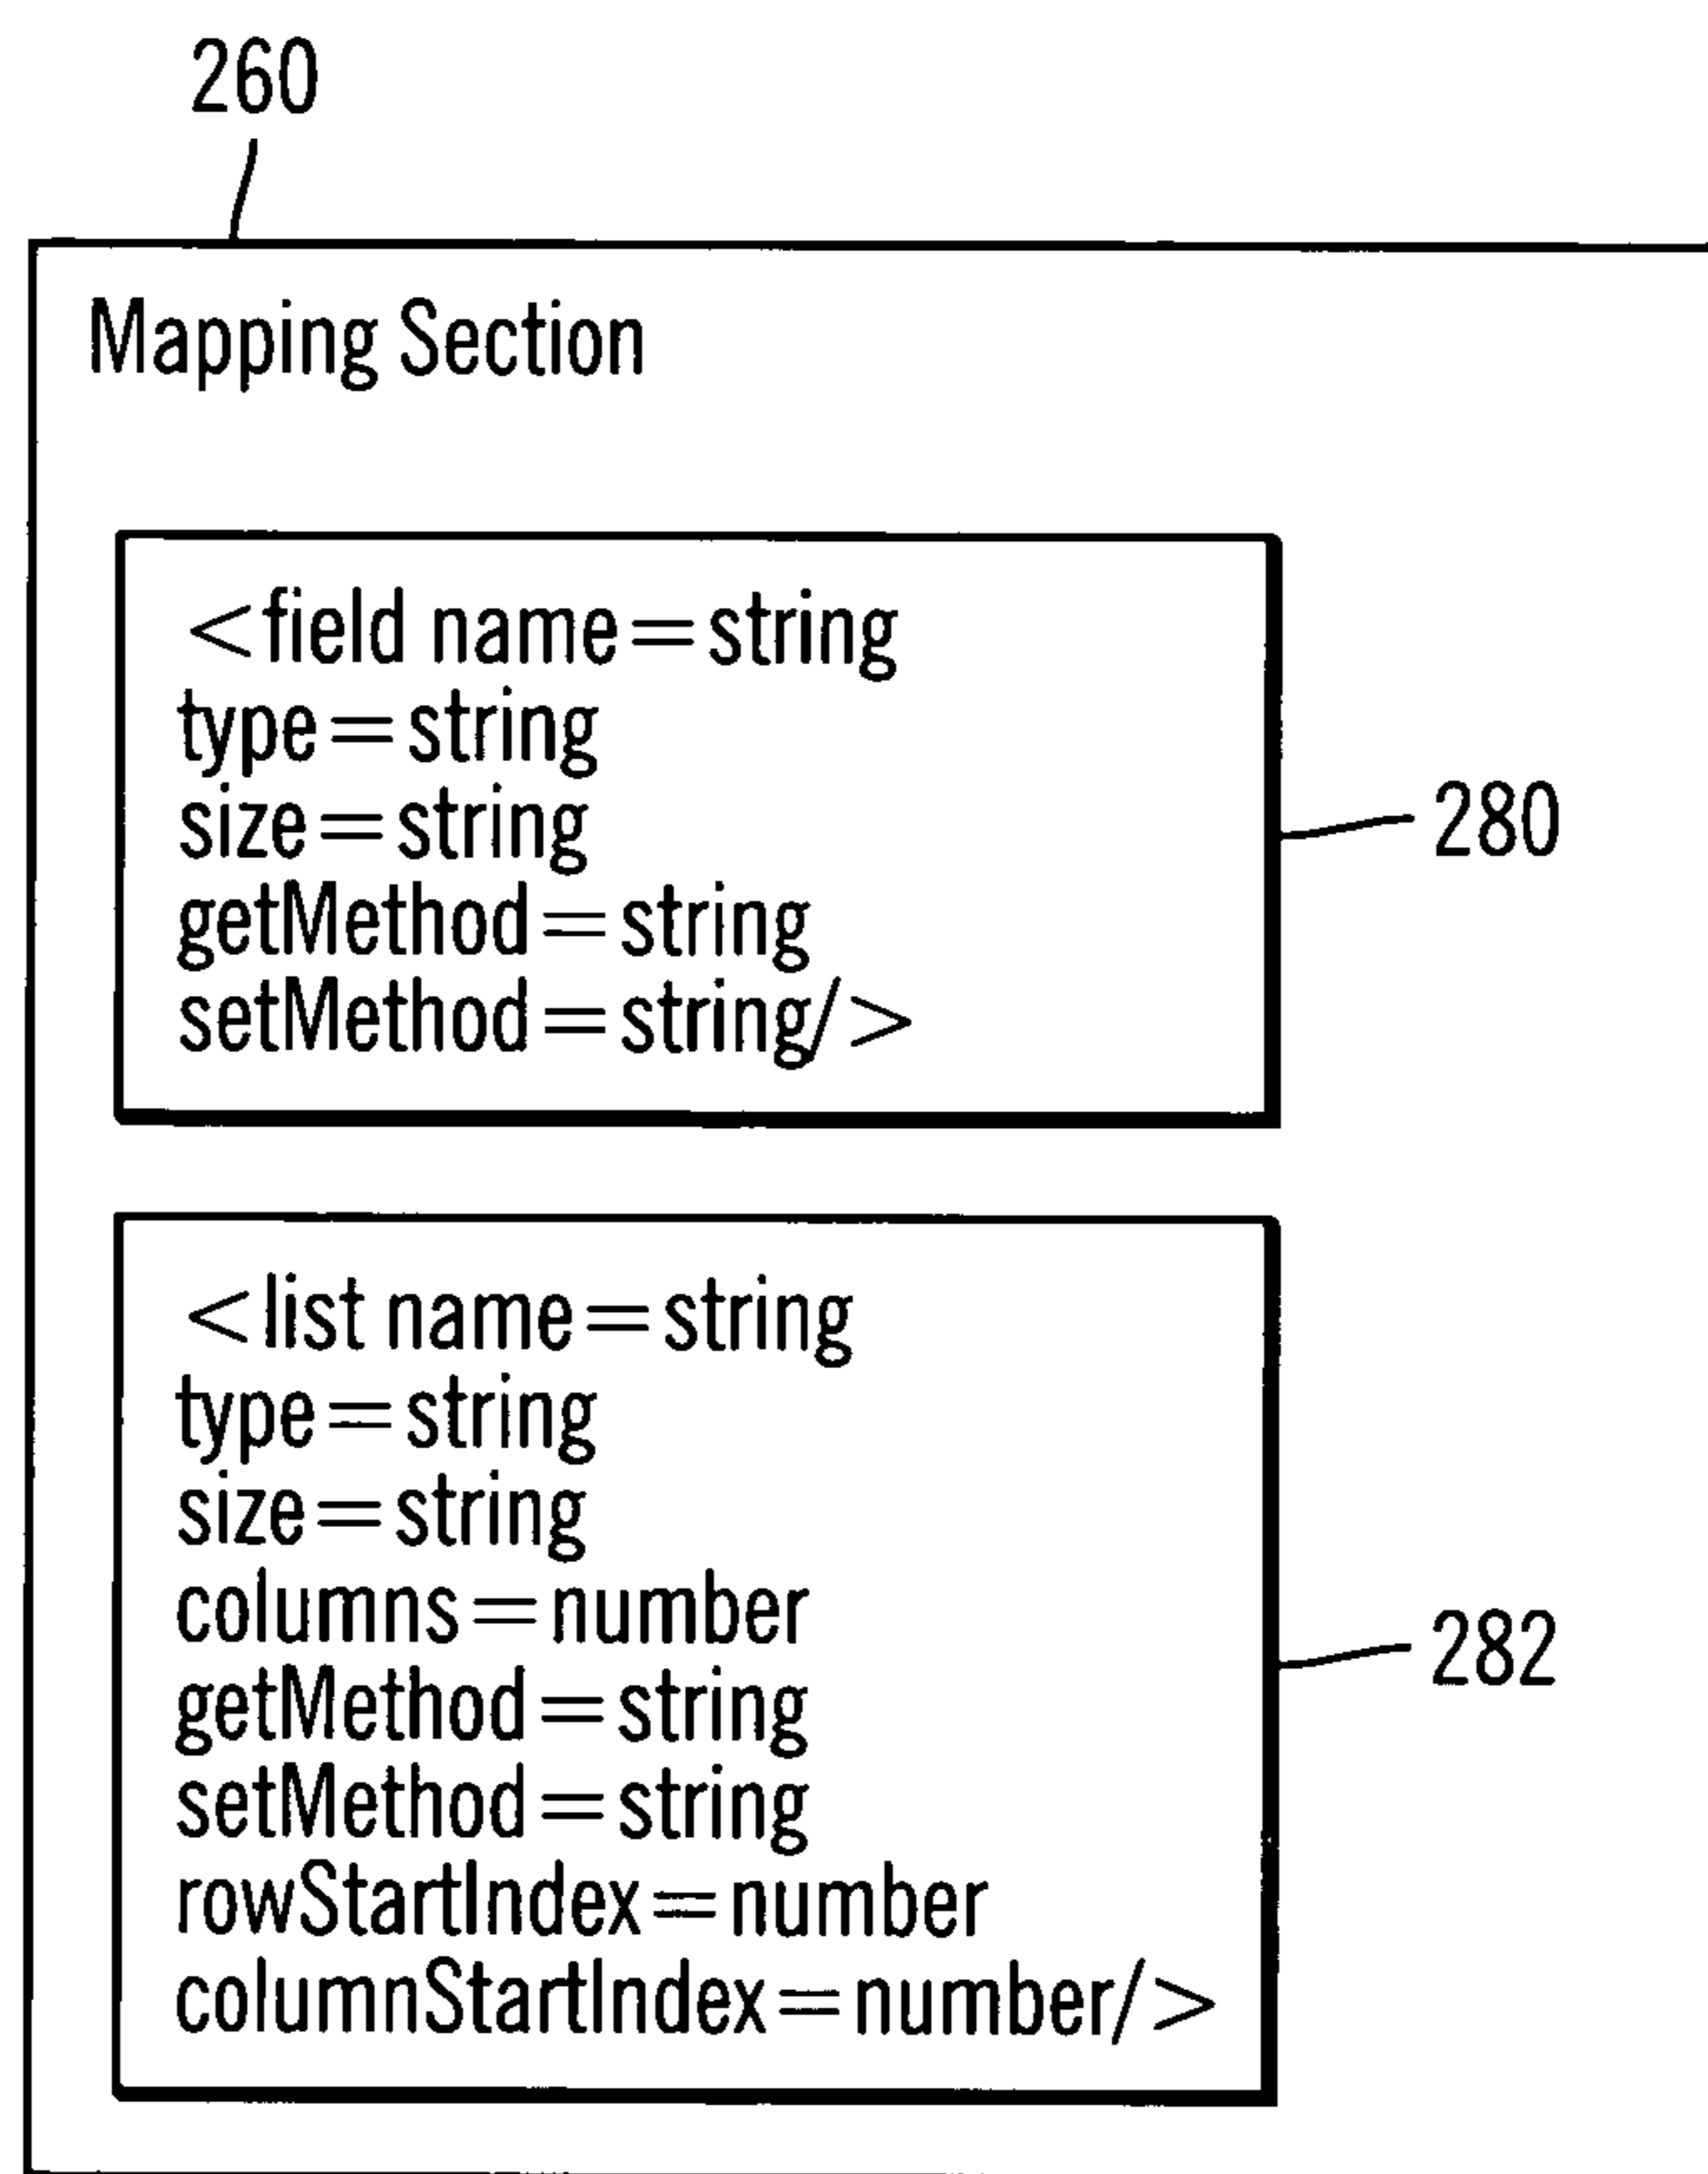 260
Mapping Section
<field name=string
type=string
size=string
getMethod=string
setMethod=string/>
280
<list name=string
type=string
size=string
columns=number
getMethod=string
setMethod=string
rowStartIndex=number
columnStartIndex=number/>
282